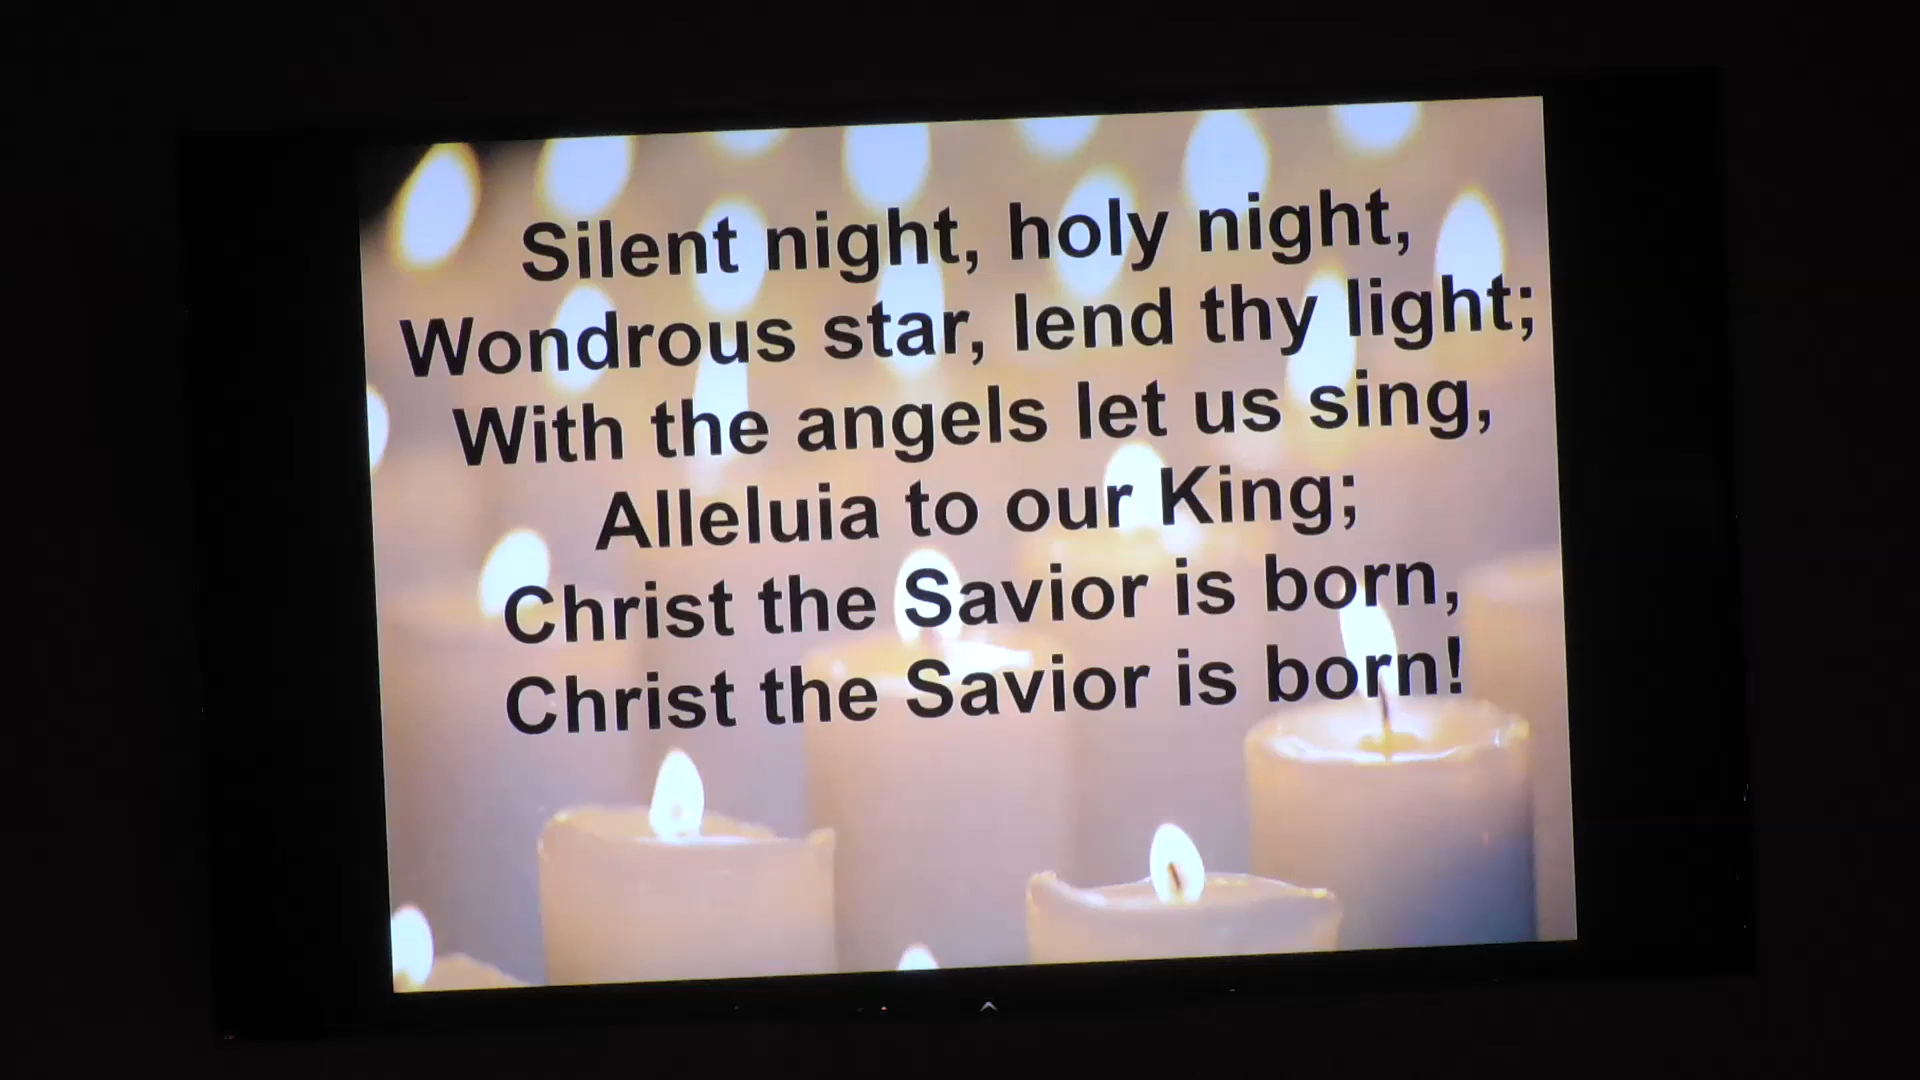 Silent night, holy night,
Wondrous star, lend thy light;
With the angels let us sing,
Alleluia to our King;
Christ the Savior is born,
Christ the Savior is born!